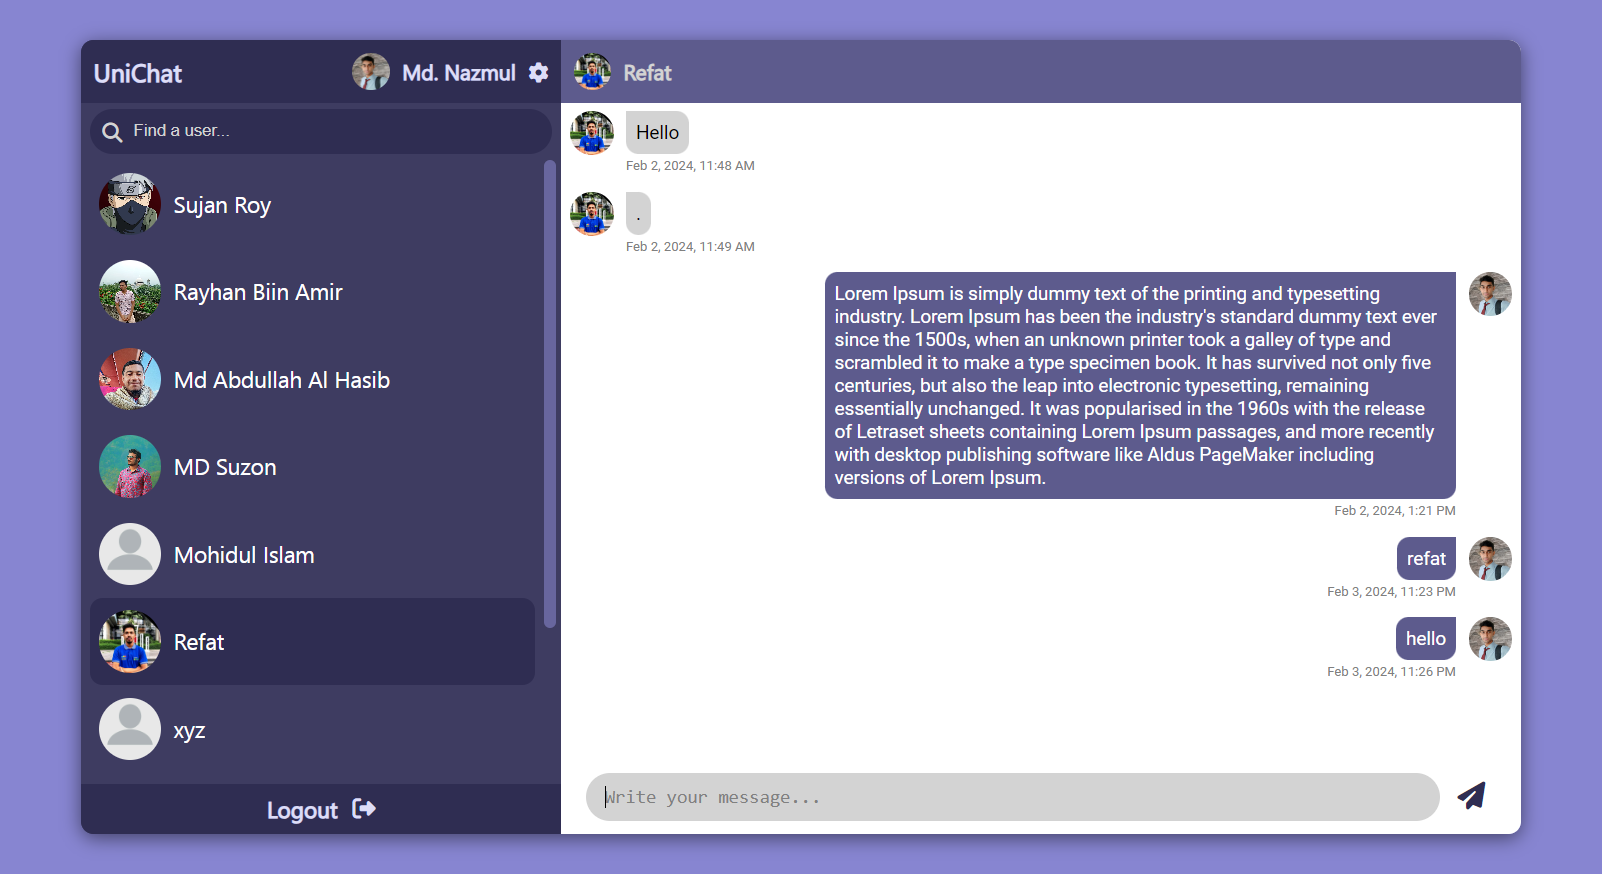 UniChat
Md. Nazmul
Find a user...
Sujan Roy
Rayhan Biin Amir
Md Abdullah Al Hasib
MD Suzon
Mohidul Islam
Refat
xyz
Logout
Refat
Hello
Feb 2, 2024, 11:48 AM
.
Feb 2, 2024, 11:49 AM
Lorem Ipsum is simply dummy text of the printing and typesetting
industry. Lorem Ipsum has been the industry's standard dummy text ever
since the 1500s, when an unknown printer took a galley of type and
scrambled it to make a type specimen book. It has survived not only five
centuries, but also the leap into electronic typesetting, remaining
essentially unchanged. It was popularised in the 1960s with the release
of Letraset sheets containing Lorem Ipsum passages, and more recently
with desktop publishing software like Aldus PageMaker including
versions of Lorem Ipsum.
Feb 2, 2024, 1:21 PM
refat
Feb 3, 2024, 11:23 PM
hello
Feb 3, 2024, 11:26 PM
Write your message...